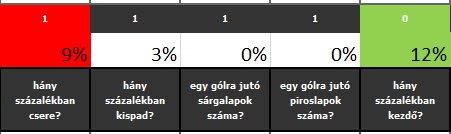 1 1 1 1 0
9% 3% 0% 0% 12%
hány hány egy gólra jutó egy gólra jutó hány
százalékban százalékban sárgalapok piroslapok százalékban
csere? kispad? száma? száma? kezdő?